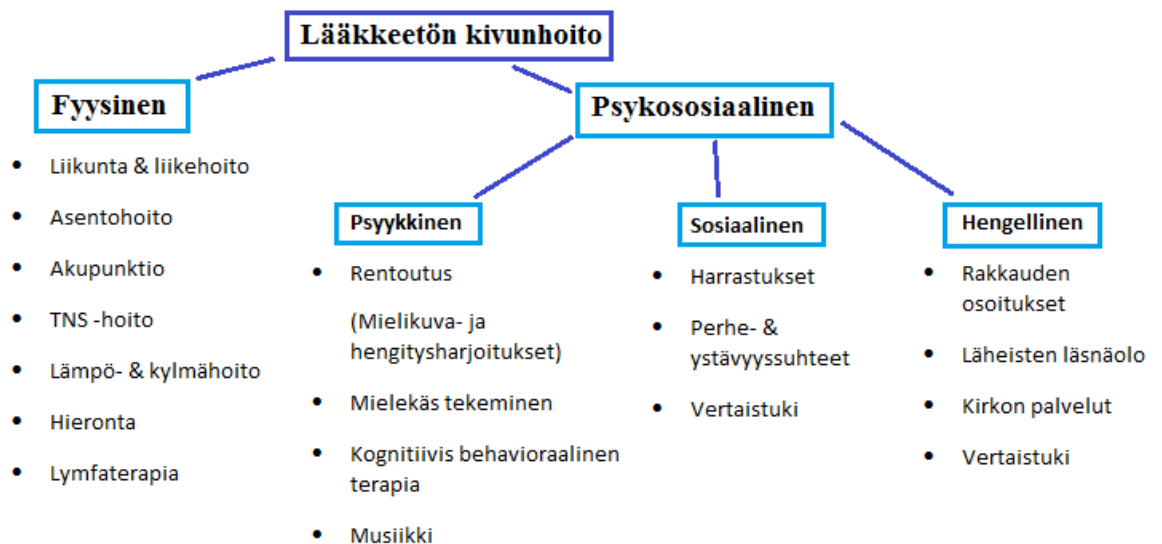 Lääkkeetön kivunhoito
Fyysinen
• Liikunta & liikehoito
• Asentohoito
• Akupunktio
• TNS -hoito
• Lämpö- & kylmähoito
• Hieronta
• Lymfaterapia
Psykososiaalinen
Psyykkinen
• Rentoutus
(Mielikuva- ja
hengitysharjoitukset)
• Mielekäs tekeminen
• Kognitiivis behavioraalinen
terapia
• Musiikki
Sosiaalinen
• Harrastukset
• Perhe- &
ystävyyssuhteet
• Vertaistuki
Hengellinen
• Rakkauden
osoitukset
• Läheisten läsnäolo
• Kirkon palvelut
• Vertaistuki